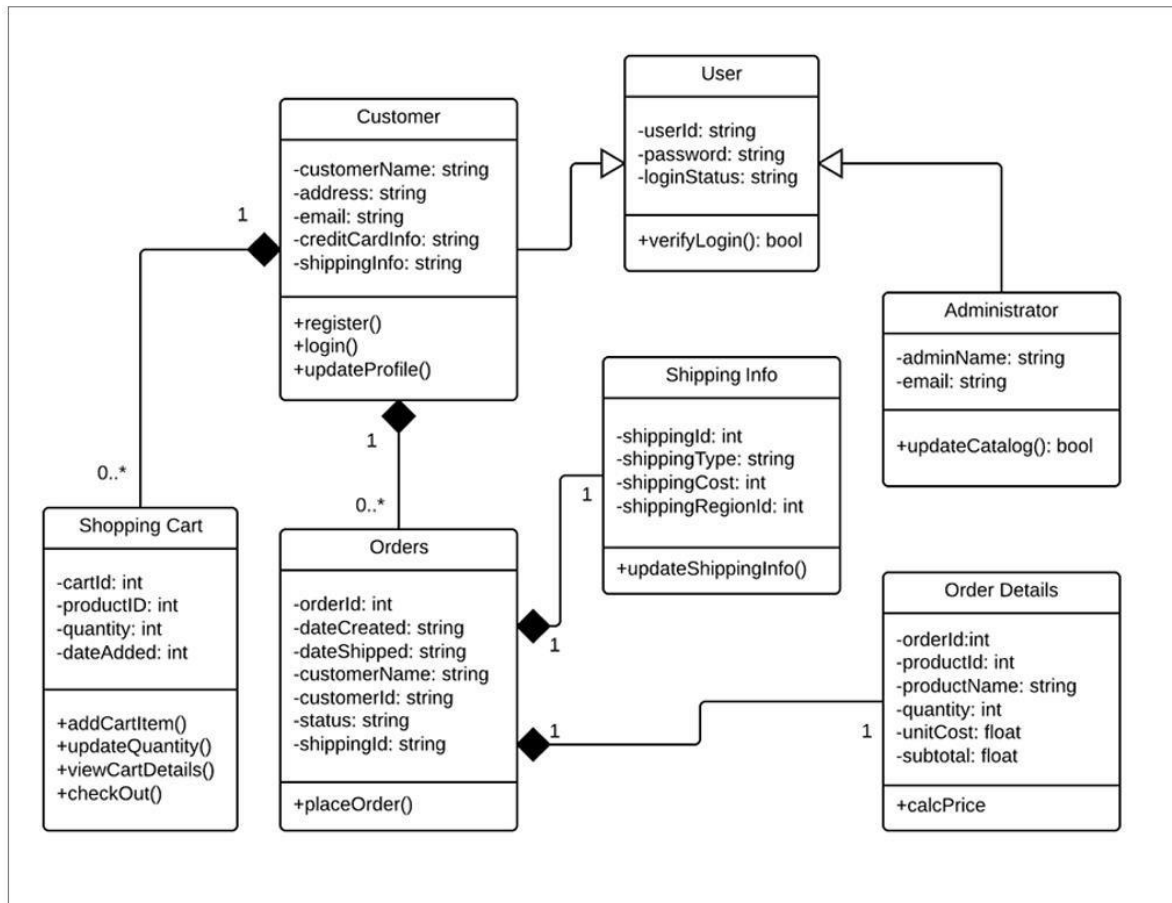 User
-userId: string
-password: string
-loginStatus: string
+verifyLogin(): bool
Customer
-customerName: string
-address: string
-email: string
-creditCardInfo: string
-shippingInfo: string
+register()
+login()
+updateProfile()
1
0..*
1
0..*
Administrator
-adminName: string
-email: string
+updateCatalog(): bool
Shipping Info
-shippingId: int
-shippingType: string
-shippingCost: int
-shippingRegionId: int
+updateShippingInfo()
1
1
Shopping Cart
-cartId: int
-productID: int
-quantity: int
-dateAdded: int
+addCartItem()
+updateQuantity()
+viewCartDetails()
+checkOut()
Orders
-orderId: int
-dateCreated: string
-dateShipped: string
-customerName: string
-customerId: string
-status: string
-shippingId: string
+placeOrder()
1
1
Order Details
-orderId:int
-productId: int
-productName: string
-quantity: int
-unitCost: float
-subtotal: float
+calcPrice